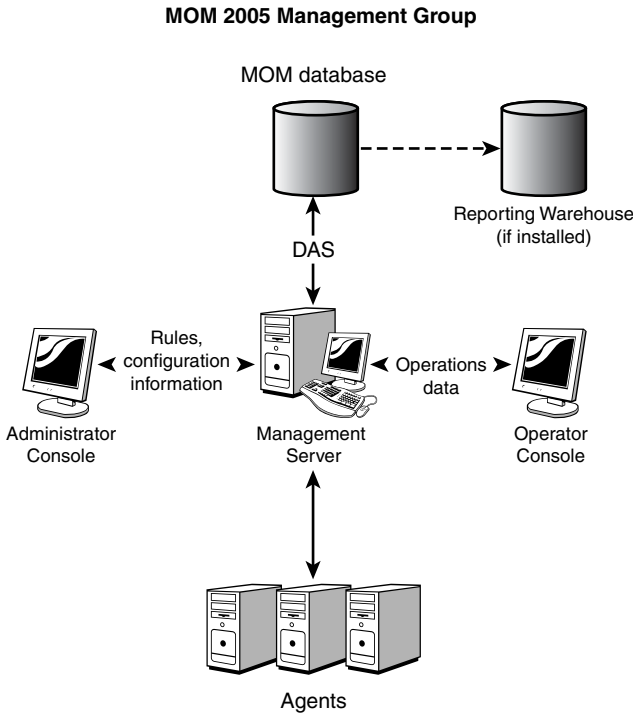 MOM 2005 Management Group
MOM database
Reporting Warehouse
(if installed)
DAS
Rules,
configuration
information
Operations
data
Administrator
Console
Management
Server
Operator
Console
Agents